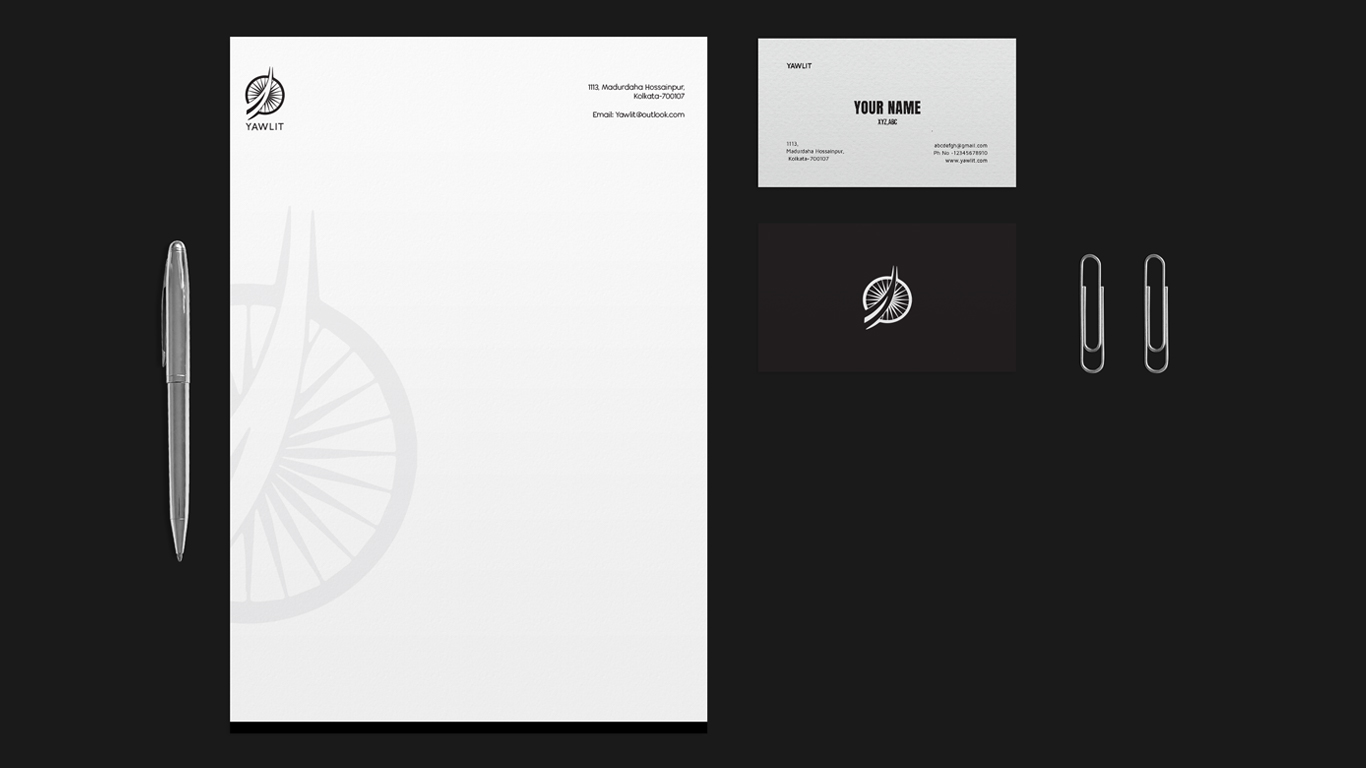 YAWLIT
1113, Madurdaha Hossainpur,
Kolkata-700107
Email: Yawlit@outlook.com
YAWLIT
YOUR NAME
XYZ,ABC
1113,
Madurdaha Hossainpur,
Kolkata-700107
abcdefgh@gmail.com
Ph. No -12345678910
www.yawlit.com